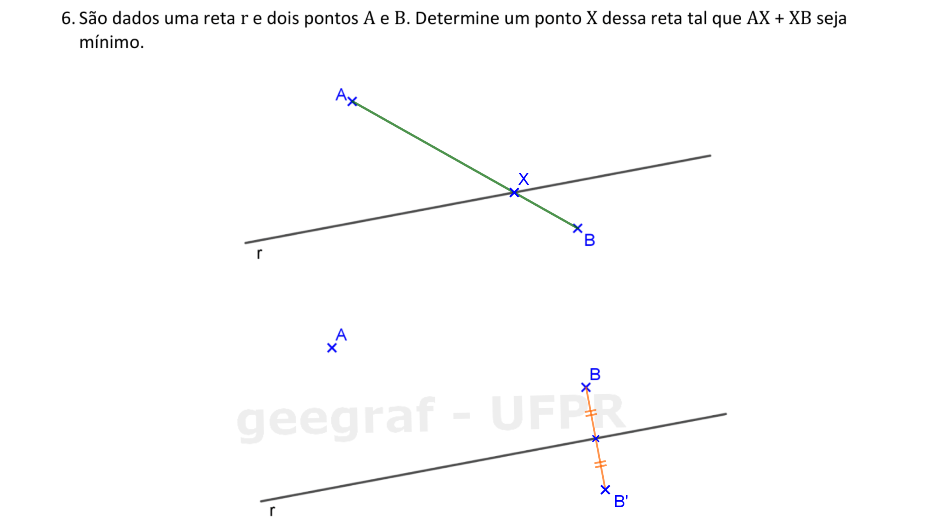 6. São dados uma reta r e dois pontos A e B. Determine um ponto X dessa reta tal que AX + XB seja
mínimo.
A
X
B
r
A
B
geegraf - UFPR
B'
r